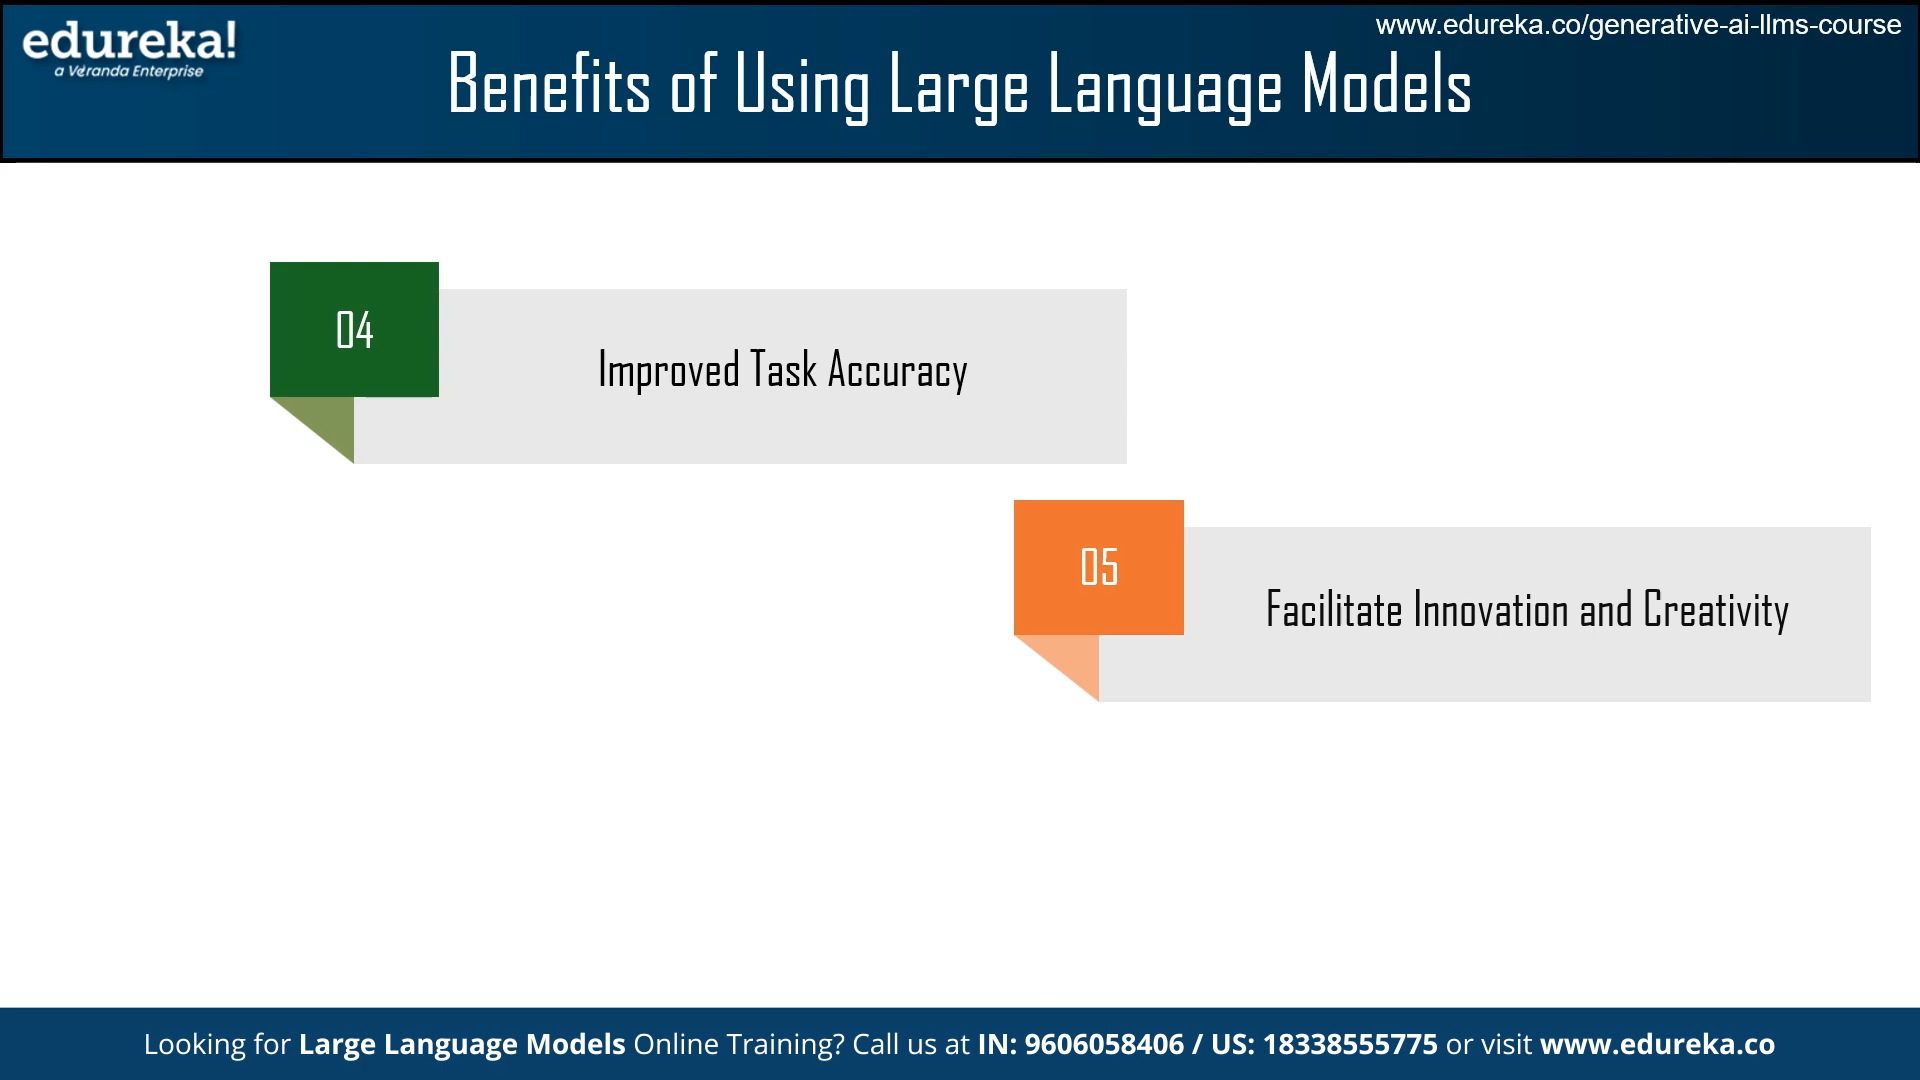 edureka!
a Veranda Enterprise
www.edureka.co/generative-ai-llms-course
Benefits of Using Large Language Models
04
Improved Task Accuracy
05
Facilitate Innovation and Creativity
Looking for Large Language Models Online Training? Call us at IN: 9606058406 / US: 18338555775 or visit www.edureka.co